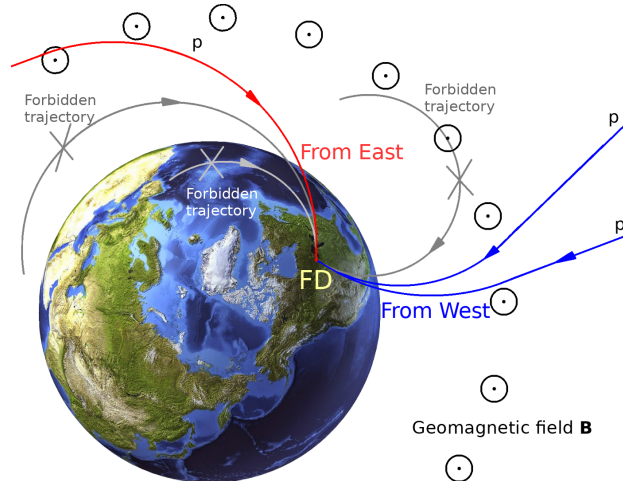 p
Forbidden
trajectory
Forbidden
trajectory
p
From East
Forbidden
trajectory
p
FD
From West
Geomagnetic field B